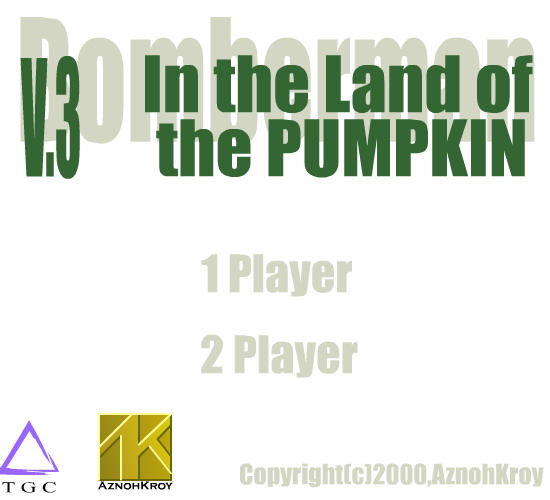 Bomberman
V.3
In the Land of
the PUMPKIN
1 Player
2 Player
TGC
AZNOHKROY
Copyright(c)2000,AznohKroy